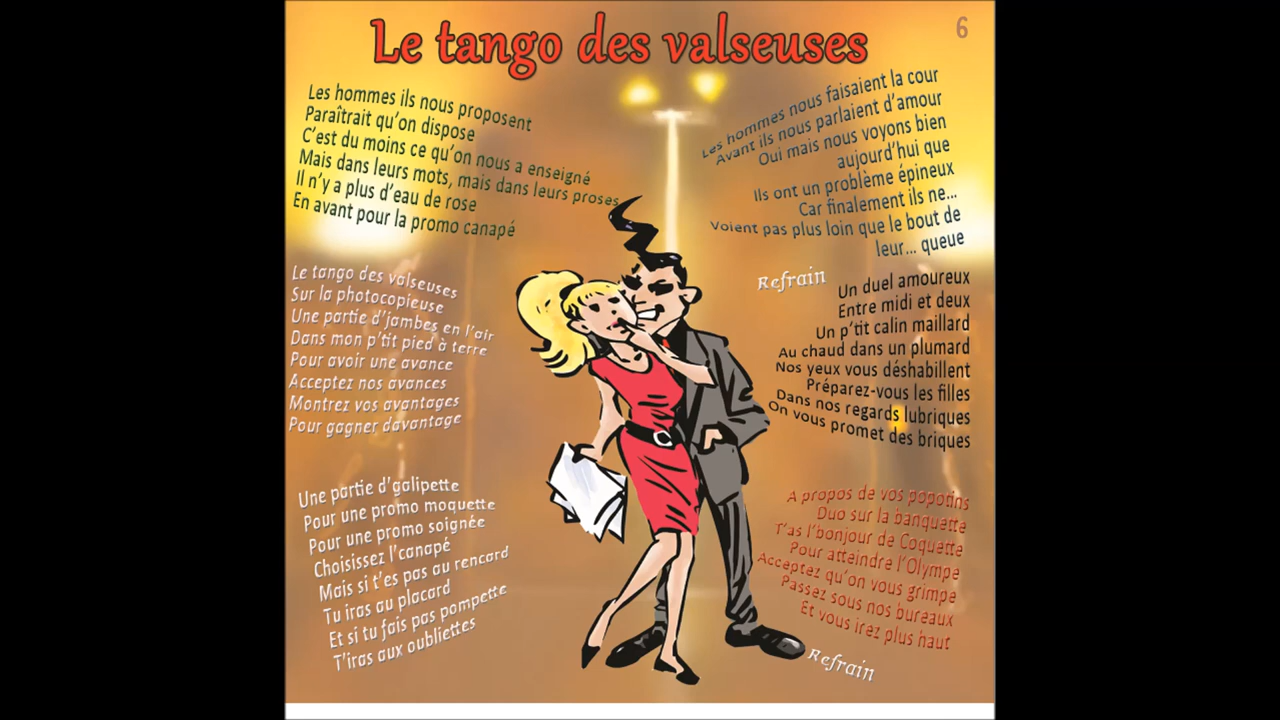 Le tango des valseuses
6
Les hommes ils nous proposent
Paraîtrait qu'on dispose
C'est du moins ce qu'on nous a enseigné
Mais dans leurs mots, mais dans leurs proses
Il n'y a plus d'eau de rose
En avant pour la promo canapé
Le tango des valseuses
Sur la photocopieuse
Une partie d'jambes en l'air
Dans mon p'tit pied à terre
Pour avoir une avance
Acceptez nos avances
Montrez vos avantages
Pour gagner davantage
Une partie d'galipette
Pour une promo moquette
Pour une promo soignée
Choisissez l'canapé
Mais si t'es pas au rencard
Tu iras au placard
Et si tu fais pas pompette
T'iras aux oubliettes
Les hommes nous faisaient la cour
Avant ils nous parlaient d'amour
Oui mais nous voyons bien
aujourd'hui que
Ils ont un problème épineux
Car finalement ils ne...
Voient pas plus loin que le bout de
leur... queue
Refrain
Un duel amoureux
Entre midi et deux
Un p'tit calin maillard
Au chaud dans un plumard
Nos yeux vous déshabillent
Préparez-vous les filles
Dans nos regards lubriques
On vous promet des briques
A propos de vos popotins
Duo sur la banquette
T'as l'bonjour de Coquette
Pour atteindre l'Olympe
Acceptez qu'on vous grimpe
Passez sous nos bureaux
Et vous irez plus haut
Refrain